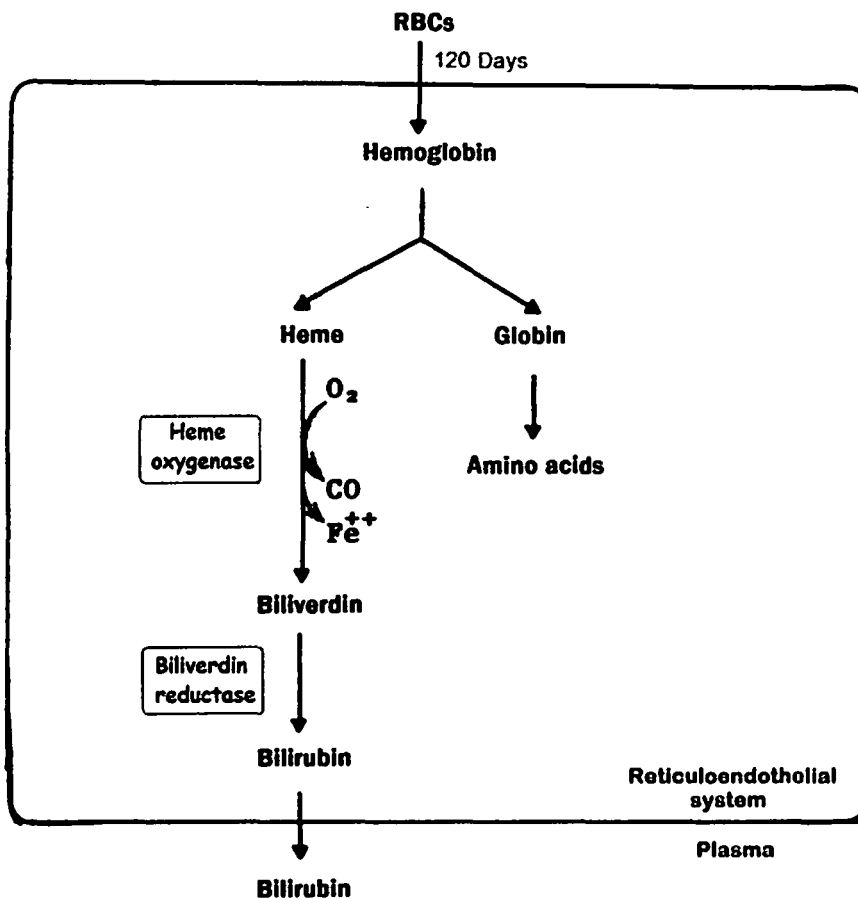 RBCs
120 Days
Hemoglobin
Heme
Globin
O₂
Heme
oxygenase
Amino acids
CO
Fe⁺⁺
Biliverdin
Biliverdin
reductase
Bilirubin
Reticuloendotholial
system
Plasma
Bilirubin